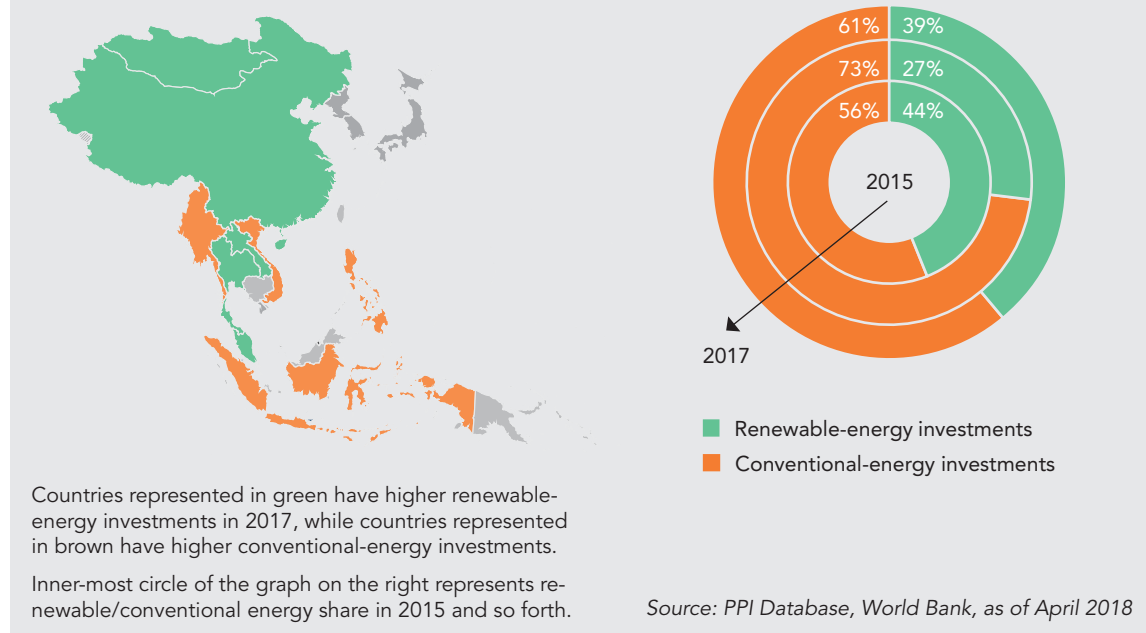 61% 39%
73% 27%
56% 44%
2015
2017
Renewable-energy investments
Conventional-energy investments
Countries represented in green have higher renewable-
energy investments in 2017, while countries represented
in brown have higher conventional-energy investments.
Inner-most circle of the graph on the right represents re-
newable/conventional energy share in 2015 and so forth.
Source: PPI Database, World Bank, as of April 2018